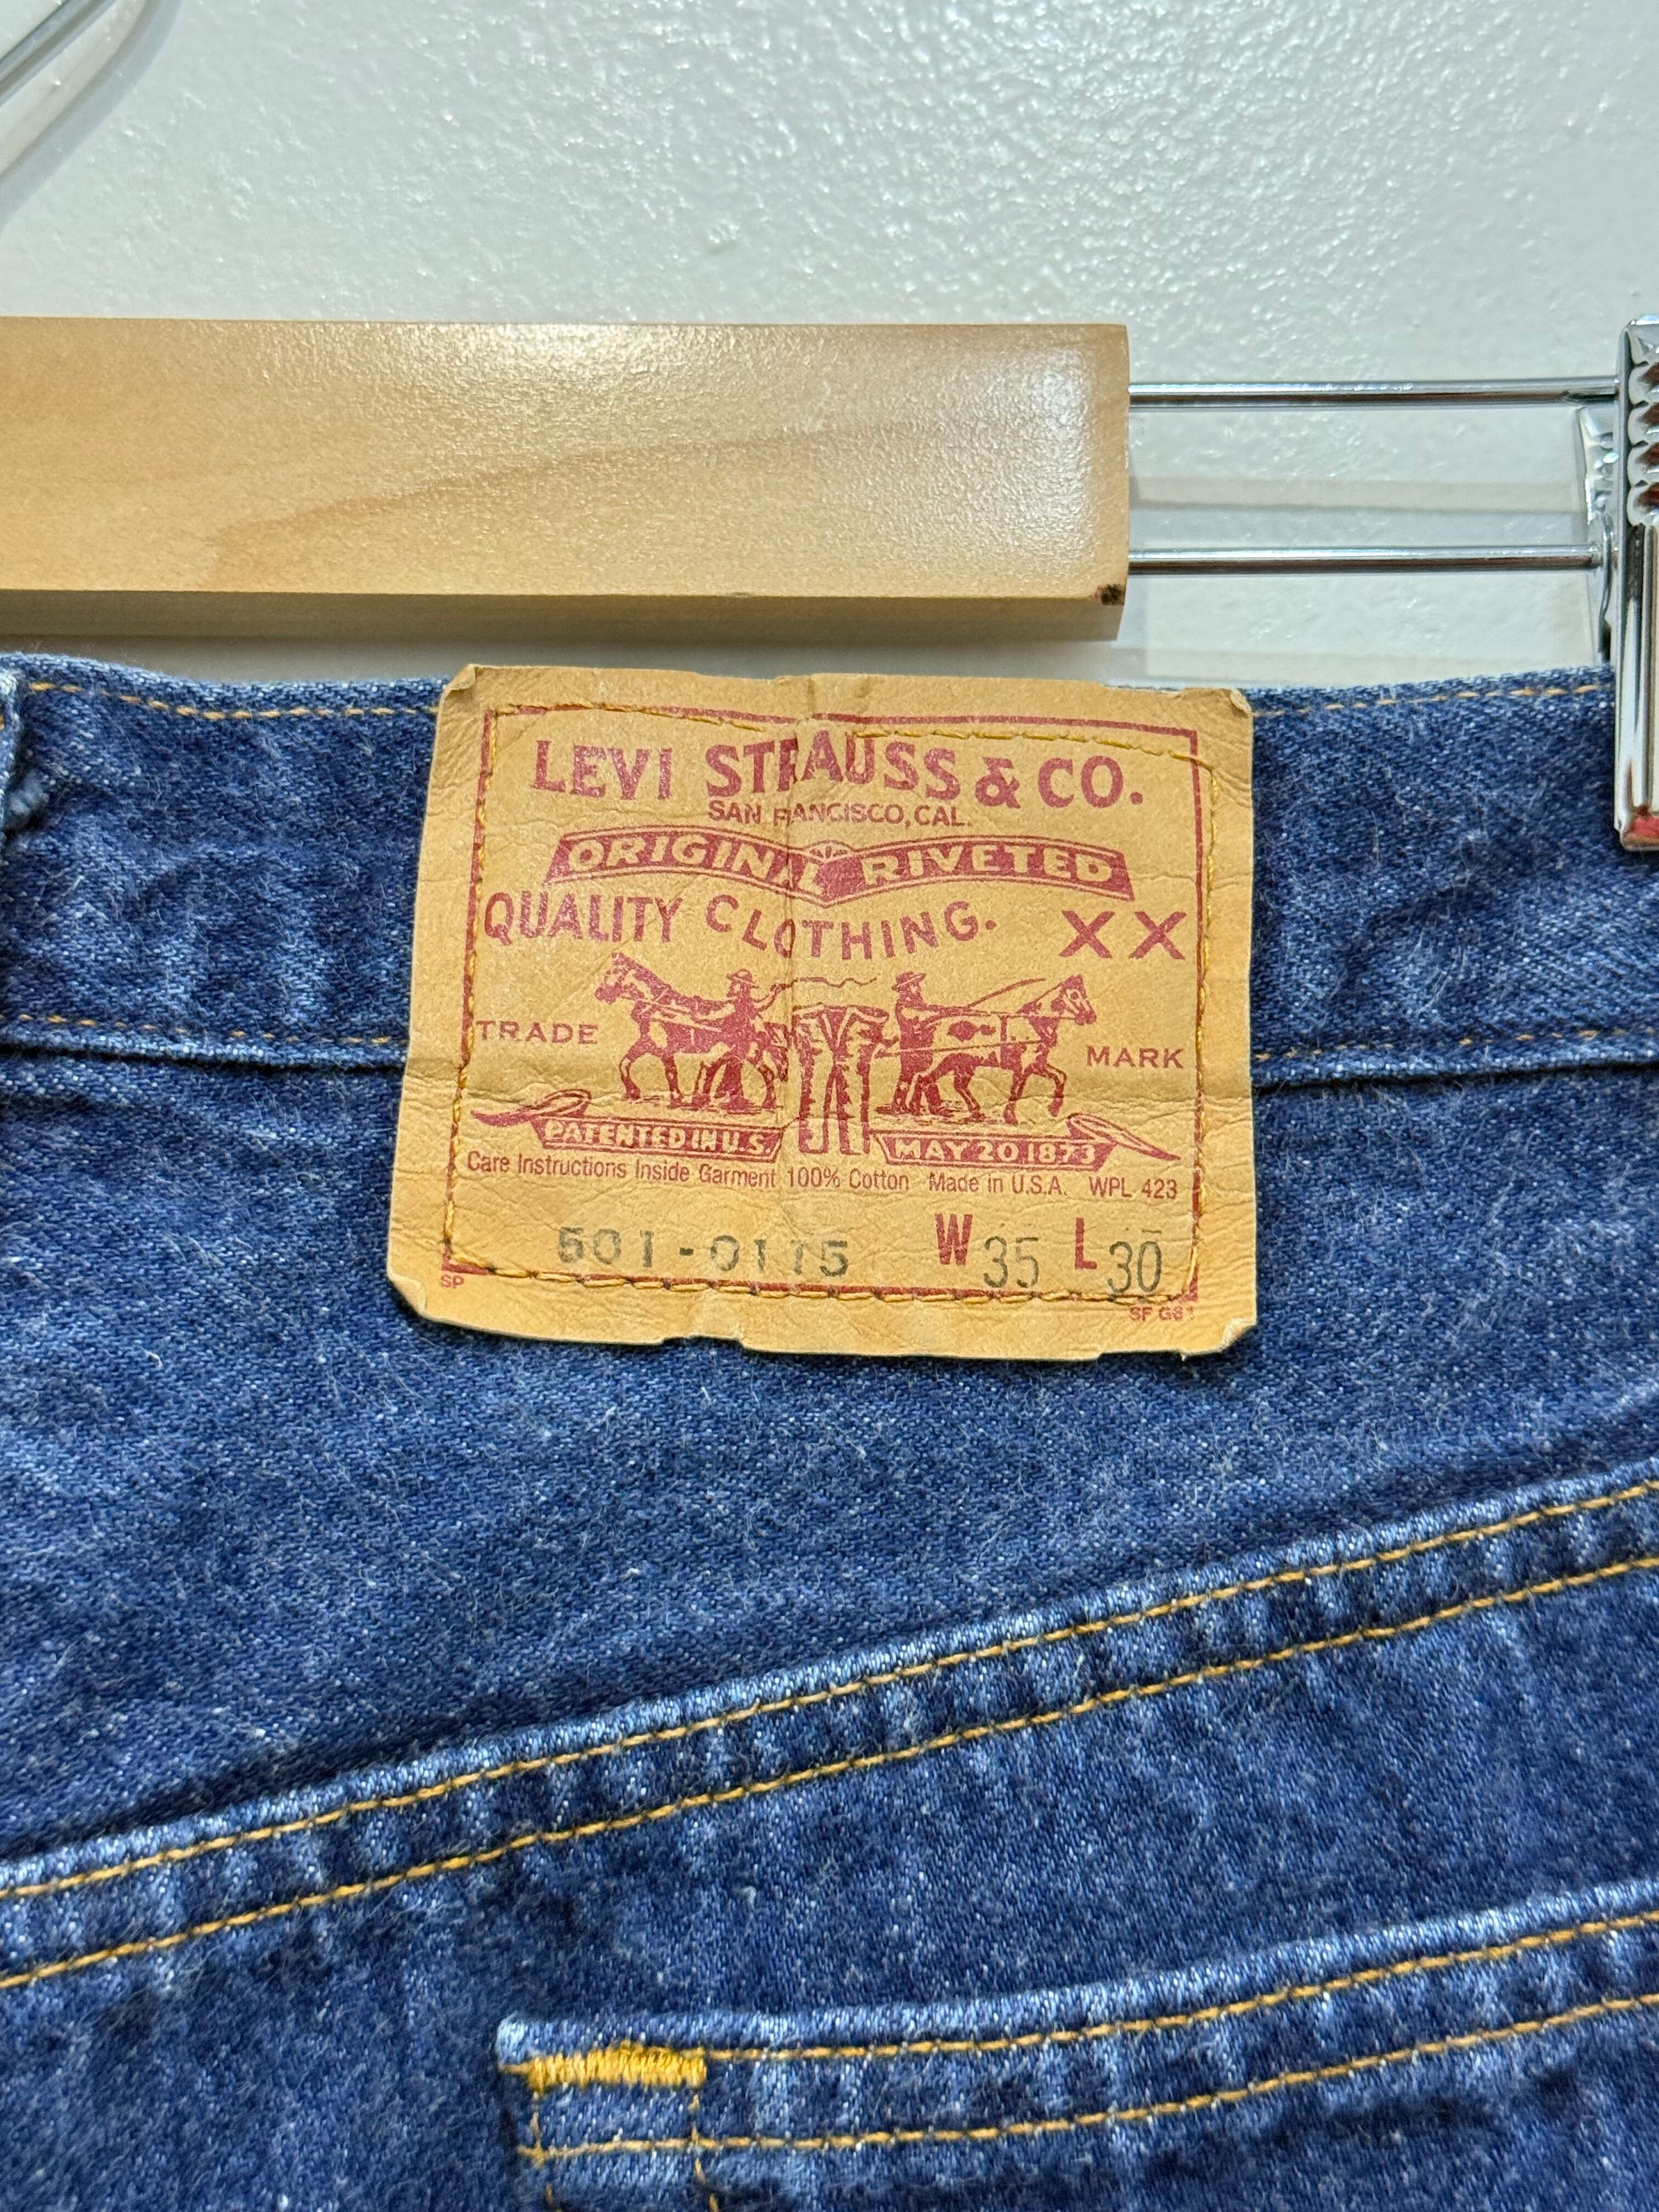 LEVI STRAUSS & CO.
SAN FRANCISCO, CAL.
ORIGINAL RIVETED
QUALITY CLOTHING. XX
TRADE MARK
PATENTED IN U.S. MAY 20 1873
Care Instructions Inside Garment 100% Cotton Made in U.S.A. WPL 423
501-0115 W 35 L 30
SP SF